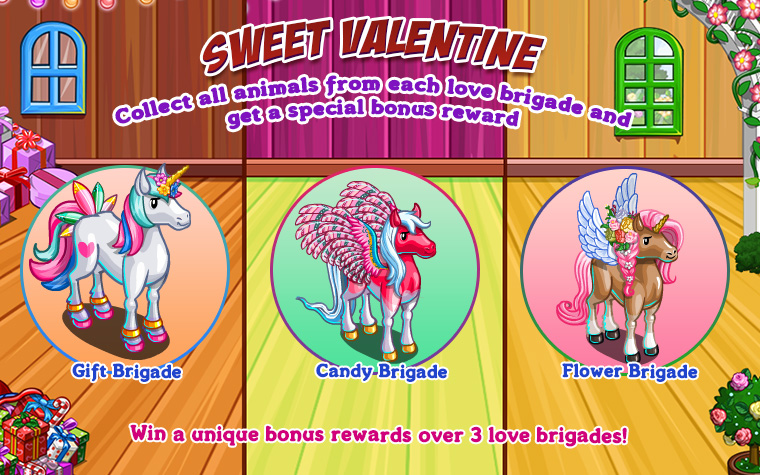 SWEET VALENTINE
Collect all animals from each love brigade and
get a special bonus reward
Gift Brigade
Candy Brigade
Flower Brigade
Win a unique bonus rewards over 3 love brigades!